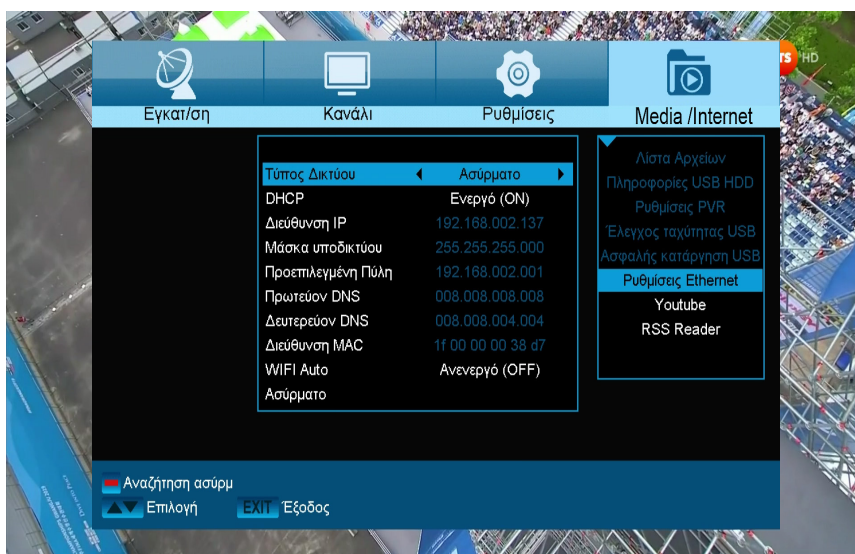 TS HD
Εγκατ/ση
Κανάλι
Ρυθμίσεις
Media /Internet
Τύπος Δικτύου Ασύρματο
DHCP Ενεργό (ON)
Διεύθυνση IP 192.168.002.137
Μάσκα υποδικτύου 255.255.255.000
Προεπιλεγμένη Πύλη 192.168.002.001
Πρωτεύον DNS 008.008.008.008
Δευτερεύον DNS 008.008.004.004
Διεύθυνση MAC 1f 00 00 00 38 d7
WIFI Auto Ανενεργό (OFF)
Ασύρματο
Λίστα Αρχείων
Πληροφορίες USB HDD
Ρυθμίσεις PVR
Έλεγχος ταχύτητας USB
Ασφαλής κατάργηση USB
Ρυθμίσεις Ethernet
Youtube
RSS Reader
Αναζήτηση ασύρμ
Επιλογή
EXIT Έξοδος